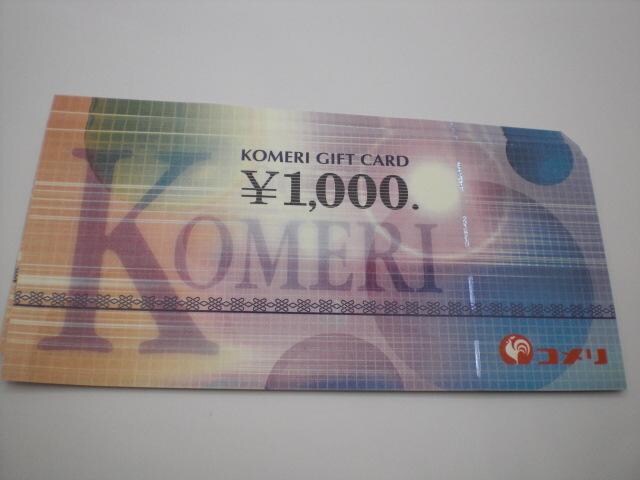 KOMERI GIFT CARD
¥1,000.
KOMERI
コメリ